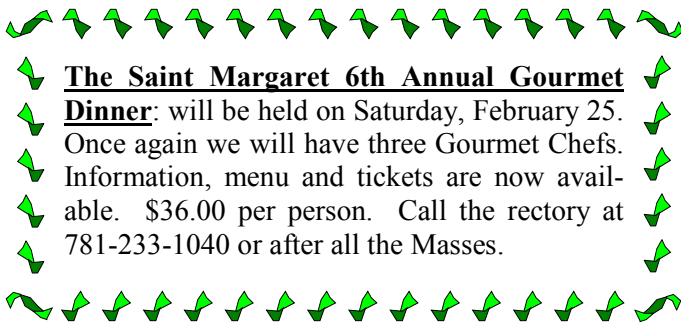 The Saint Margaret 6th Annual Gourmet
Dinner: will be held on Saturday, February 25.
Once again we will have three Gourmet Chefs.
Information, menu and tickets are now avail-
able. $36.00 per person. Call the rectory at
781-233-1040 or after all the Masses.